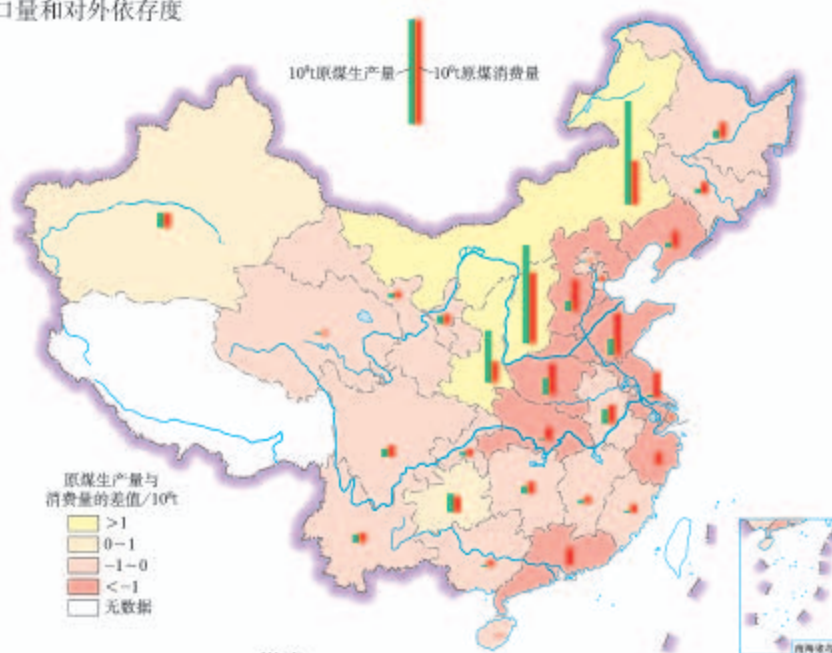 口量和对外依存度
10⁸t原煤生产量
10⁸t原煤消费量
原煤生产量与
消费量的差值/10⁸t
>1
0~1
-1~0
<-1
无数据